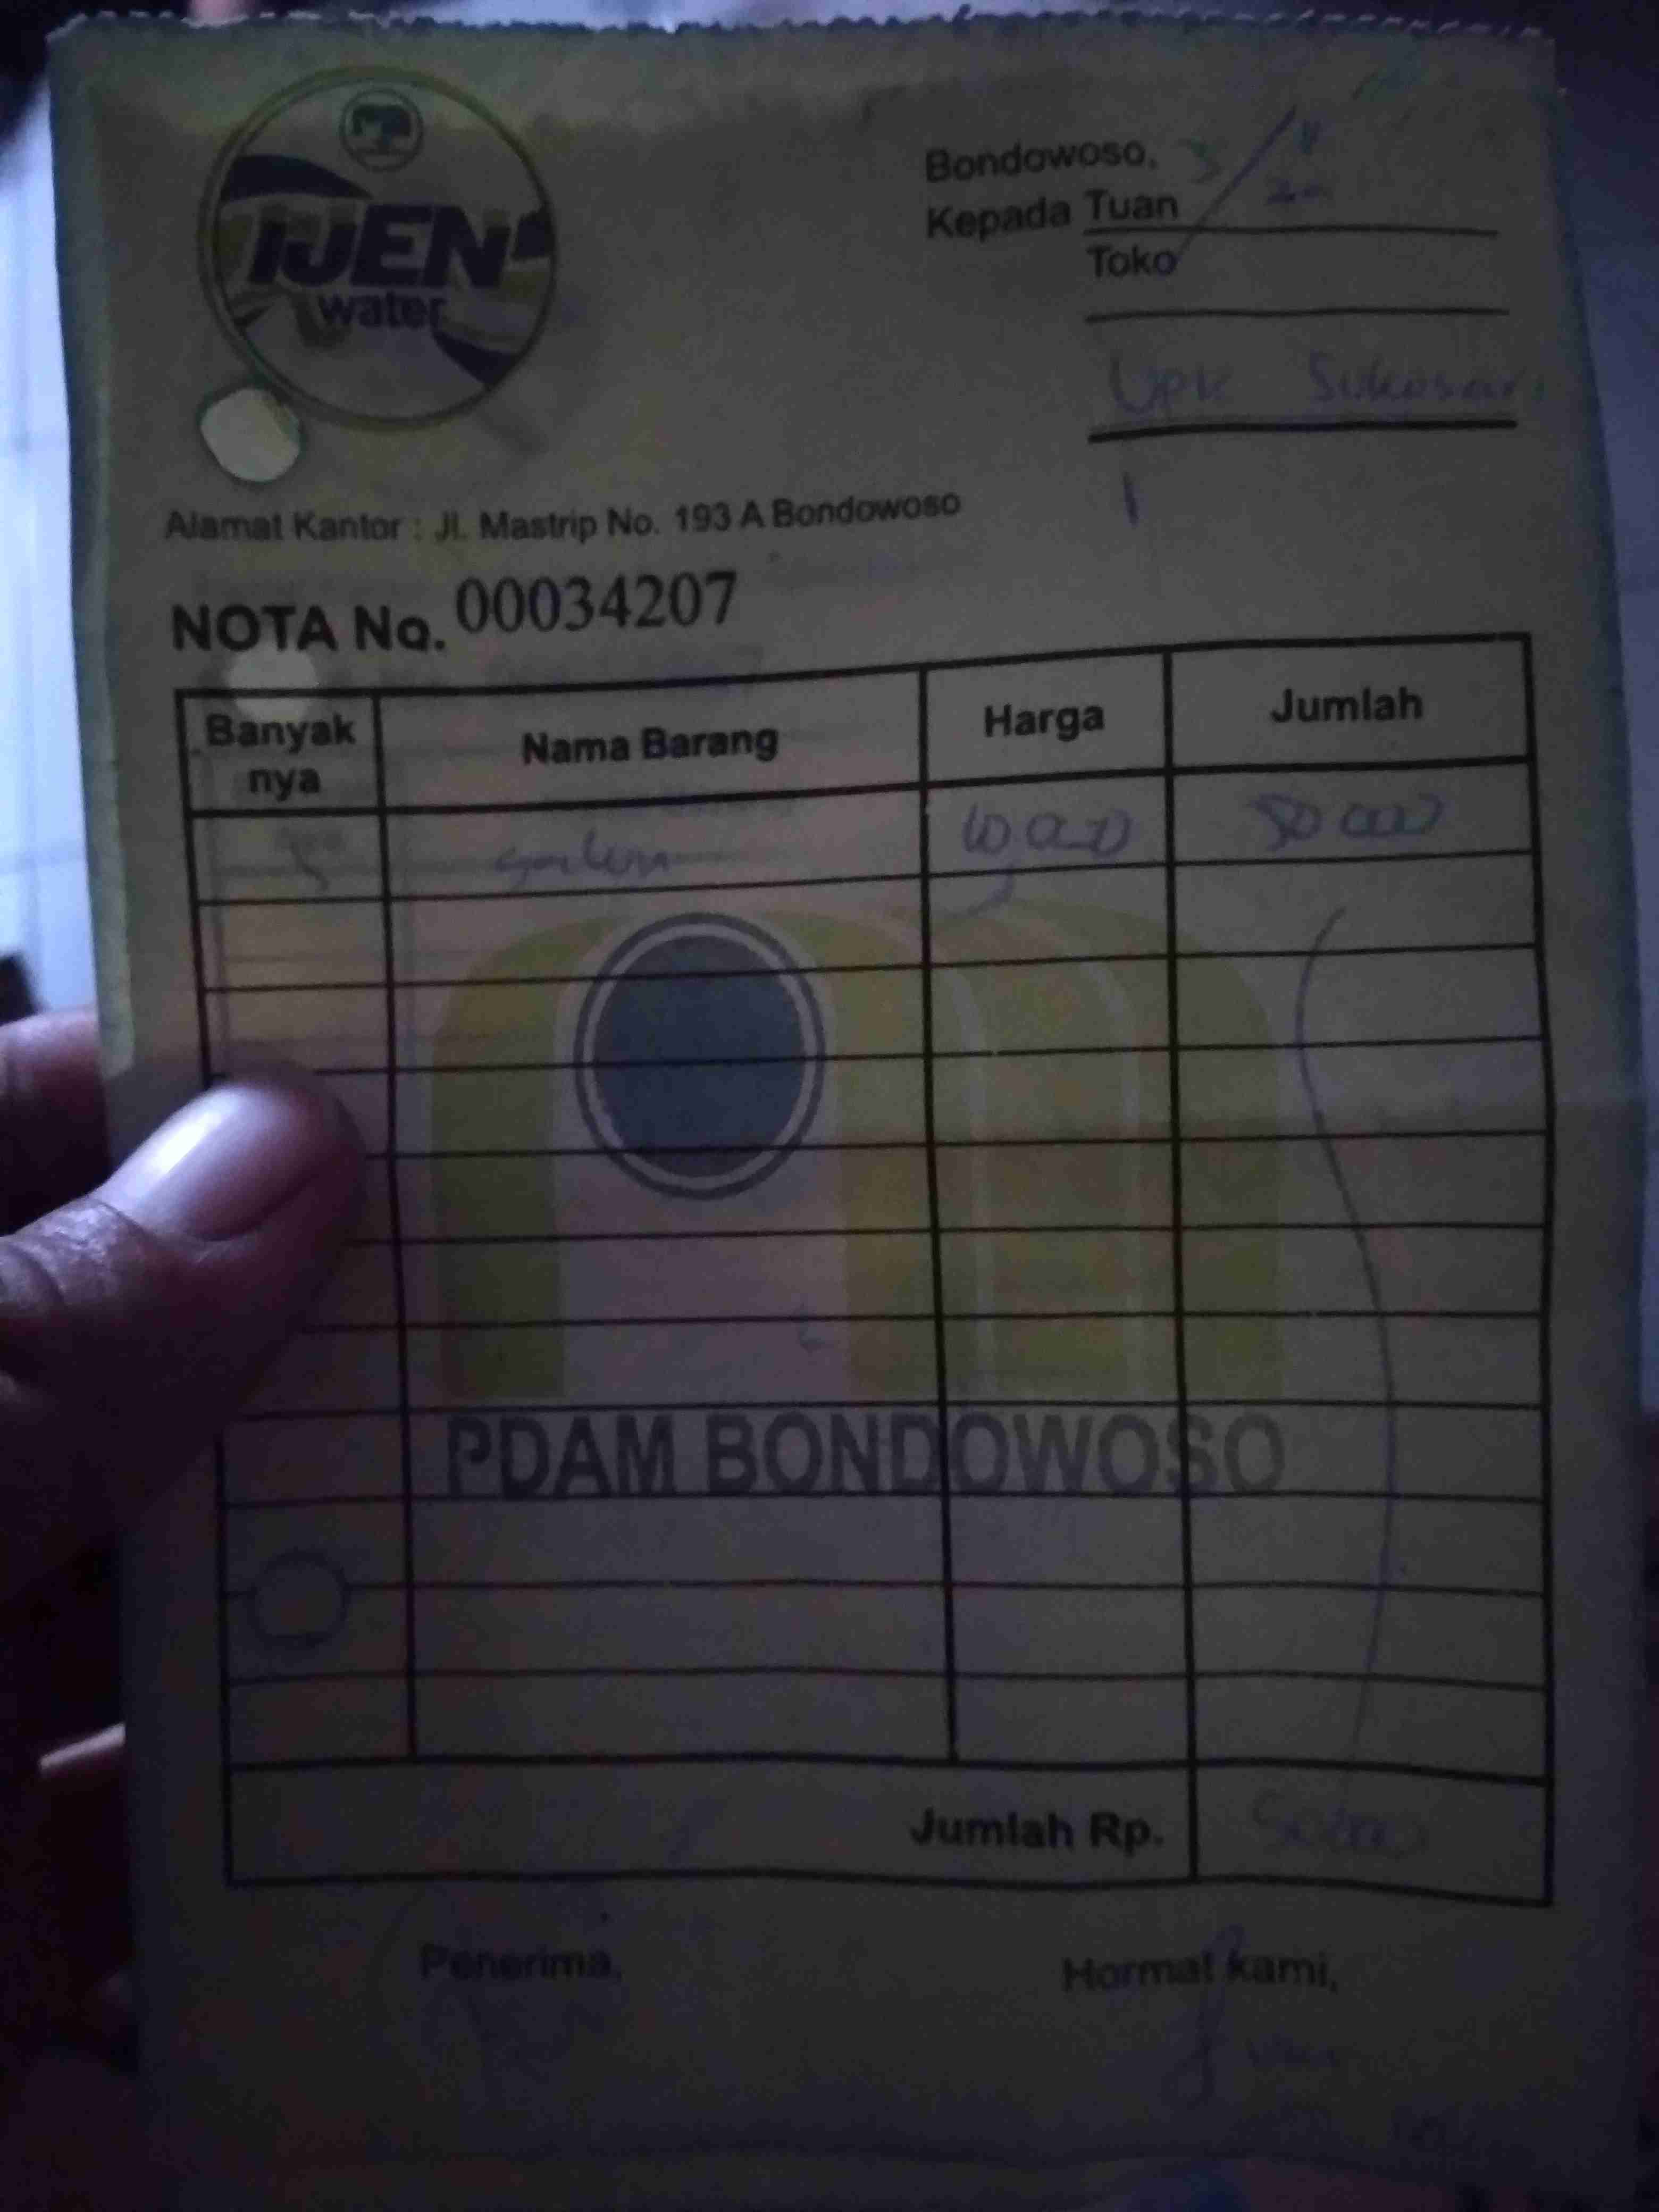 IJEN
water
Bondowoso, 3/
Kepada Tuan
Toko
Upk Sukosari
Alamat Kantor : Jl. Mastrip No. 193 A Bondowoso
NOTA No. 00034207
Banyak nya Nama Barang Harga Jumlah
5 galon 10.000 50.000
PDAM BONDOWOSO
Jumlah Rp. 50.000
Penerima, Hormat kami,